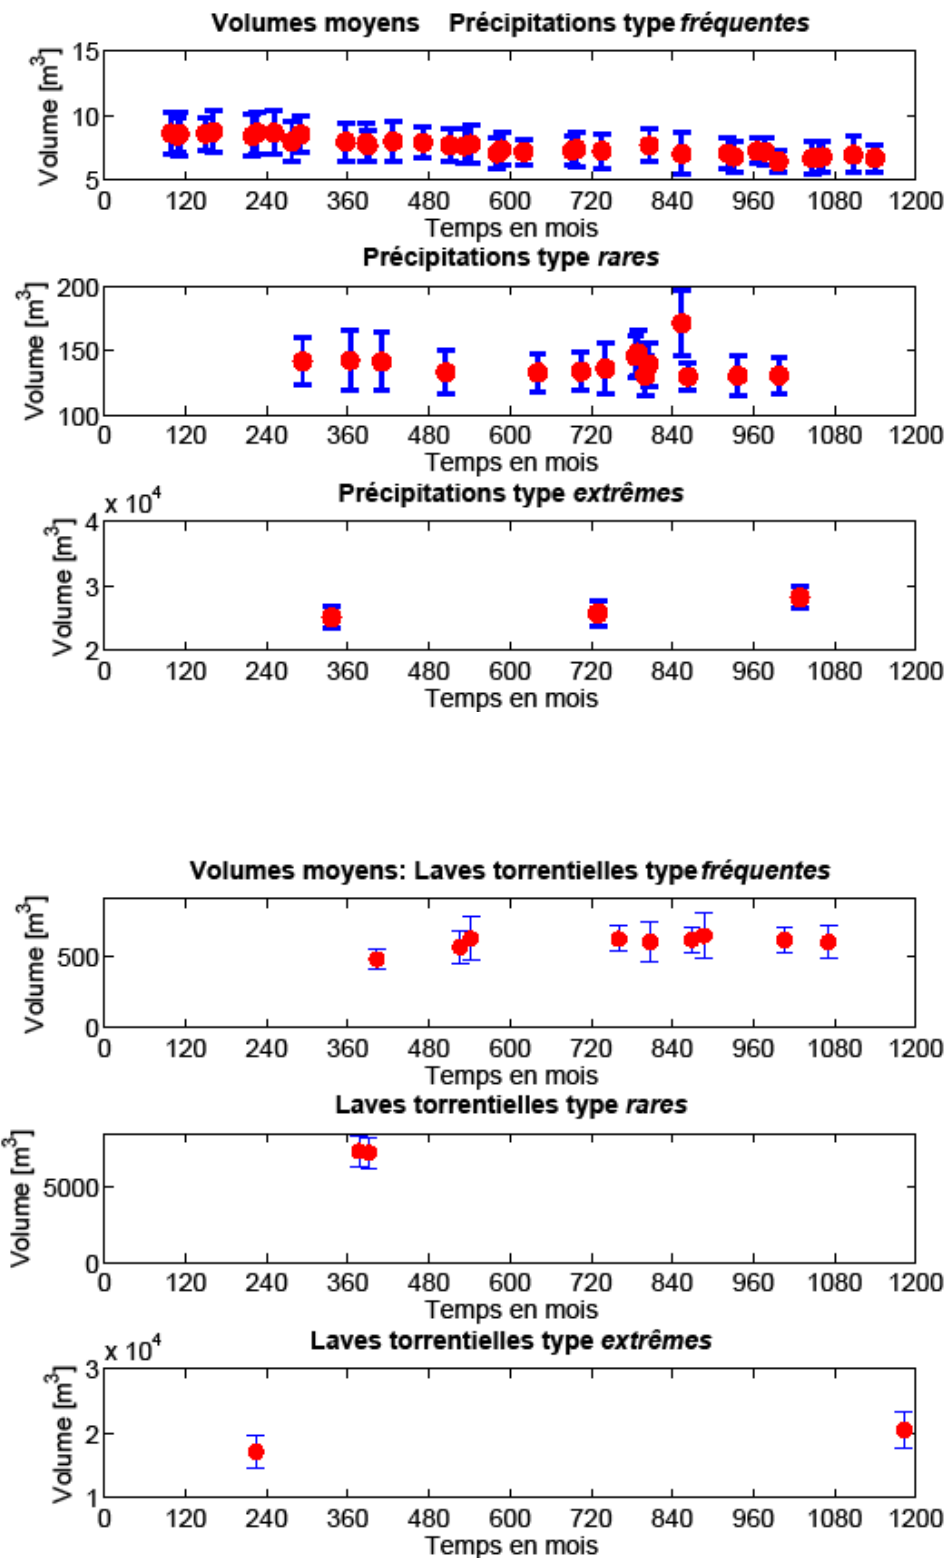 Volumes moyens Précipitations type fréquentes
Volume [m³]
15
10
5
0 120 240 360 480 600 720 840 960 1080 1200
Temps en mois
Précipitations type rares
Volume [m³]
200
150
100
0 120 240 360 480 600 720 840 960 1080 1200
Temps en mois
x 10⁴ Précipitations type extrêmes
Volume [m³]
4
3
2
0 120 240 360 480 600 720 840 960 1080 1200
Temps en mois
Volumes moyens: Laves torrentielles type fréquentes
Volume [m³]
500
0
0 120 240 360 480 600 720 840 960 1080 1200
Temps en mois
Laves torrentielles type rares
Volume [m³]
5000
0
0 120 240 360 480 600 720 840 960 1080 1200
Temps en mois
x 10⁴ Laves torrentielles type extrêmes
Volume [m³]
3
2
1
0 120 240 360 480 600 720 840 960 1080 1200
Temps en mois